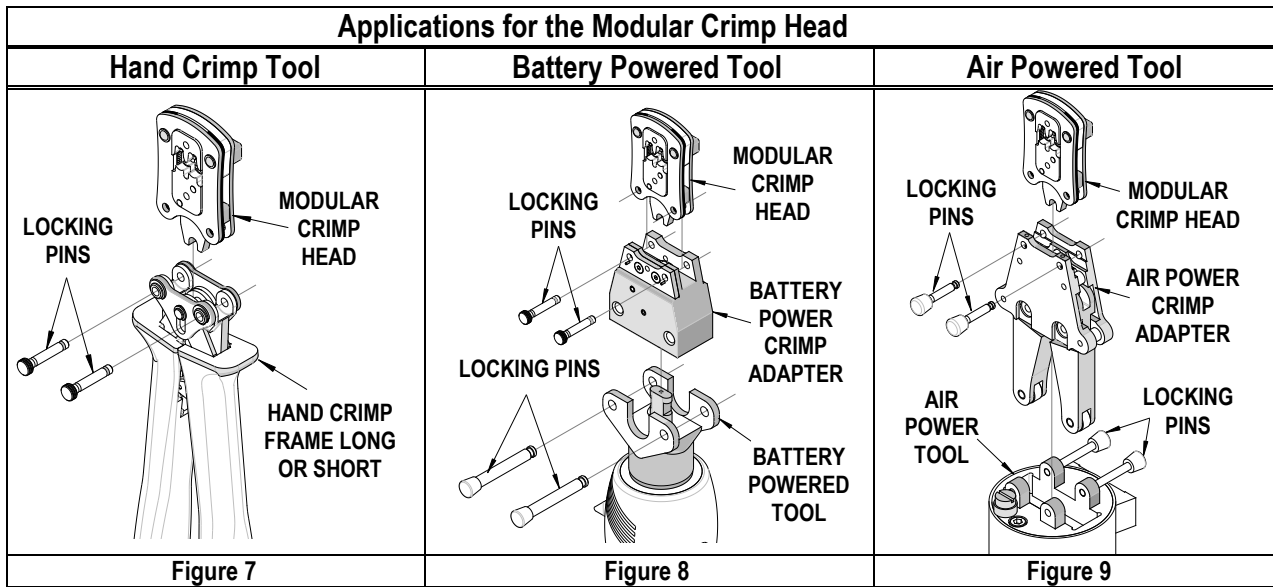 Applications for the Modular Crimp Head
Hand Crimp Tool
Battery Powered Tool
Air Powered Tool
LOCKING
PINS
MODULAR
CRIMP
HEAD
HAND CRIMP
FRAME LONG
OR SHORT
LOCKING
PINS
MODULAR
CRIMP
HEAD
BATTERY
POWER
CRIMP
ADAPTER
LOCKING PINS
BATTERY
POWERED
TOOL
LOCKING
PINS
MODULAR
CRIMP HEAD
AIR POWER
CRIMP
ADAPTER
AIR
POWER
TOOL
LOCKING
PINS
Figure 7
Figure 8
Figure 9